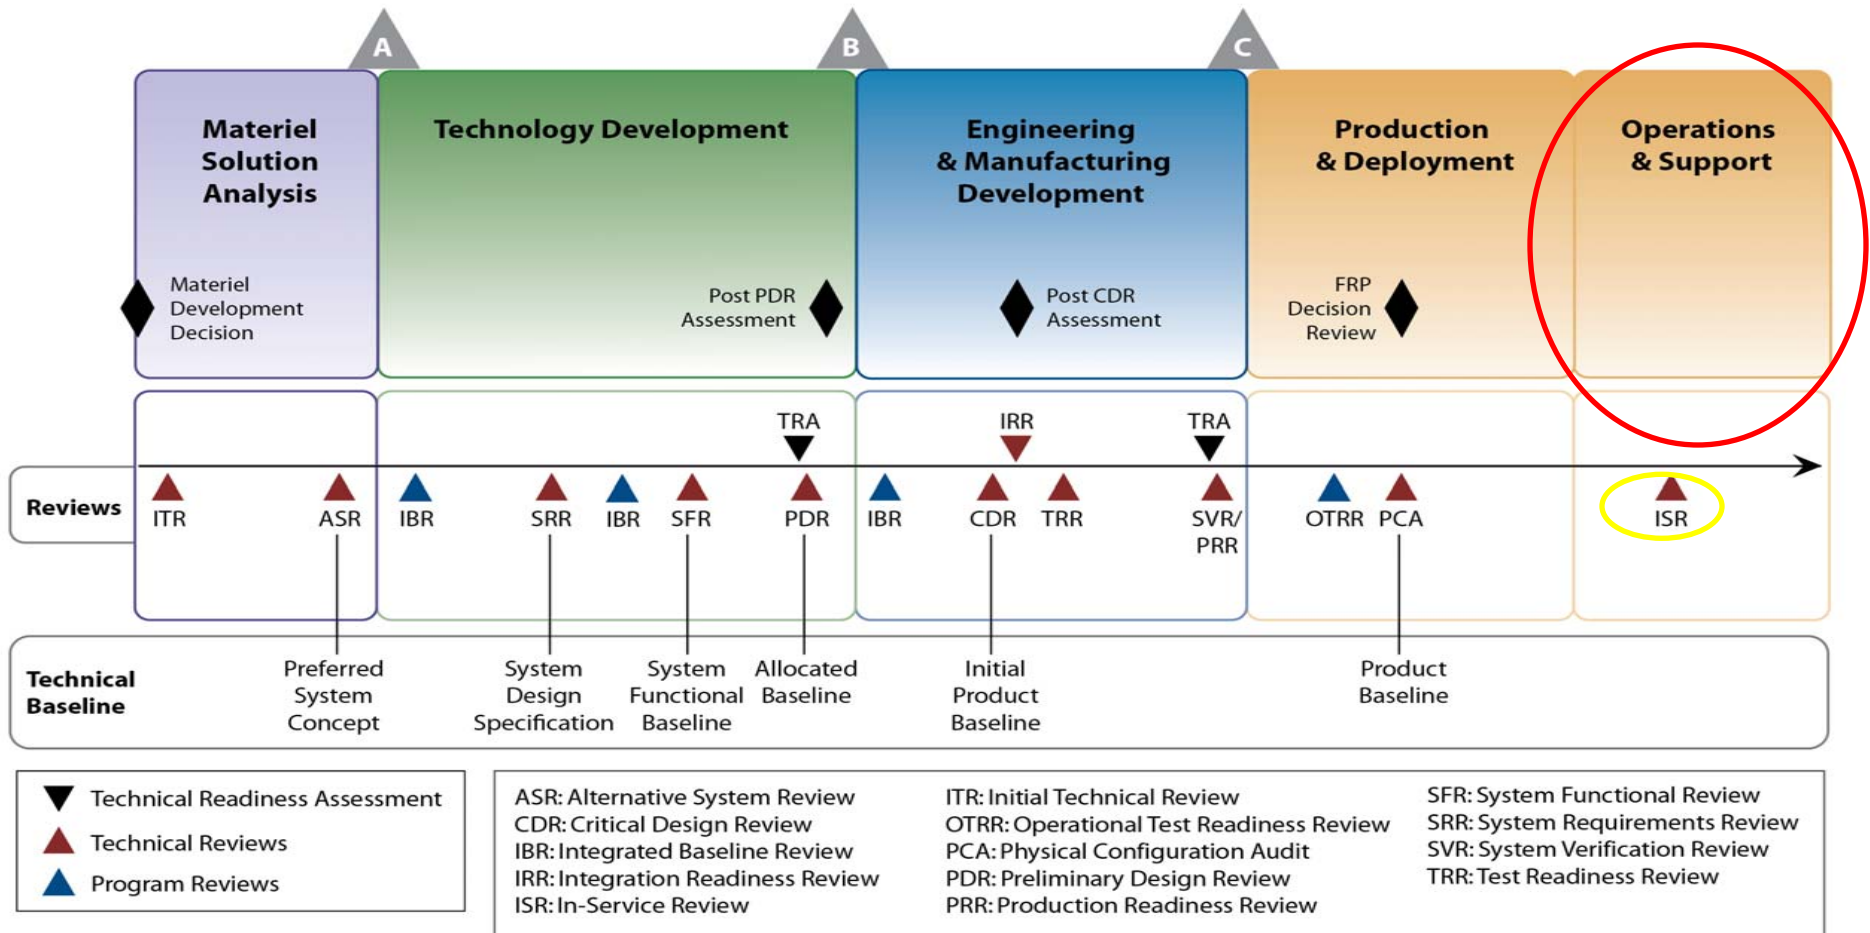 A
B
C
Materiel
Solution
Analysis
Technology Development
Engineering
& Manufacturing
Development
Production
& Deployment
Operations
& Support
Materiel
Development
Decision
Post PDR
Assessment
Post CDR
Assessment
FRP
Decision
Review
TRA
IRR
TRA
Reviews
ITR
ASR
IBR
SRR
IBR
SFR
PDR
IBR
CDR
TRR
SVR/
PRR
OTRR
PCA
ISR
Technical
Baseline
Preferred
System
Concept
System
Design
Specification
System
Functional
Baseline
Allocated
Baseline
Initial
Product
Baseline
Product
Baseline
Technical Readiness Assessment
Technical Reviews
Program Reviews
ASR: Alternative System Review
CDR: Critical Design Review
IBR: Integrated Baseline Review
IRR: Integration Readiness Review
ISR: In-Service Review
ITR: Initial Technical Review
OTRR: Operational Test Readiness Review
PCA: Physical Configuration Audit
PDR: Preliminary Design Review
PRR: Production Readiness Review
SFR: System Functional Review
SRR: System Requirements Review
SVR: System Verification Review
TRR: Test Readiness Review